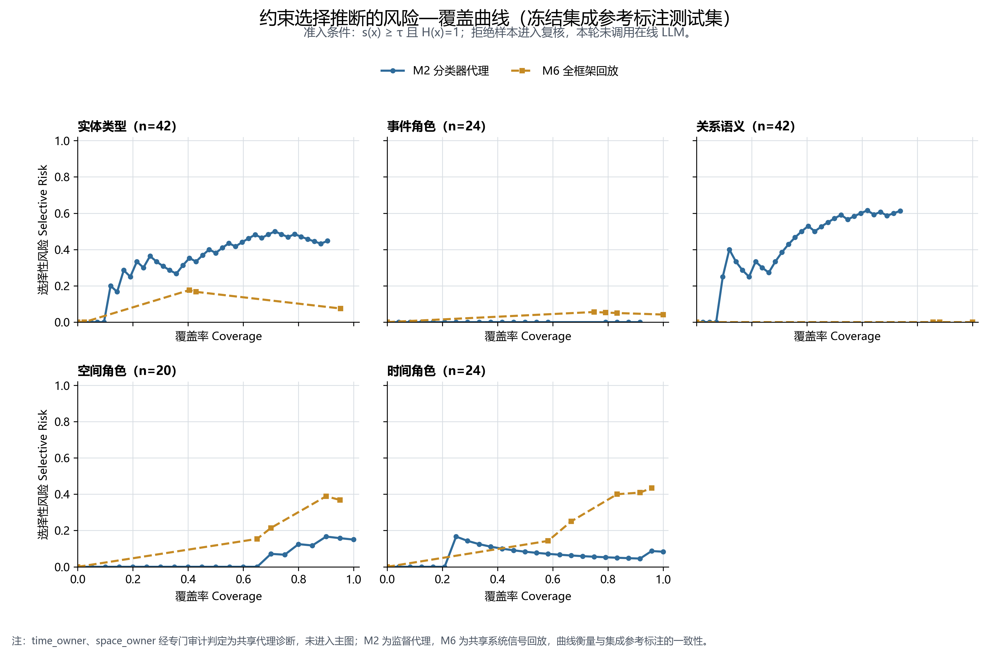 约束选择推断的风险—覆盖曲线（冻结集成参考标注测试集）
准入条件：s(x) ≥ τ 且 H(x)=1；拒绝样本进入复核，本轮未调用在线 LLM。
M2 分类器代理
M6 全框架回放
实体类型（n=42）
事件角色（n=24）
关系语义（n=42）
1.0
0.8
0.6
0.4
0.2
0.0
选择性风险 Selective Risk
覆盖率 Coverage
覆盖率 Coverage
覆盖率 Coverage
空间角色（n=20）
时间角色（n=24）
1.0
0.8
0.6
0.4
0.2
0.0
选择性风险 Selective Risk
0.0 0.2 0.4 0.6 0.8 1.0
0.0 0.2 0.4 0.6 0.8 1.0
覆盖率 Coverage
覆盖率 Coverage
注：time_owner、space_owner 经专门审计判定为共享代理诊断，未进入主图；M2 为监督代理，M6 为共享系统信号回放，曲线衡量与集成参考标注的一致性。